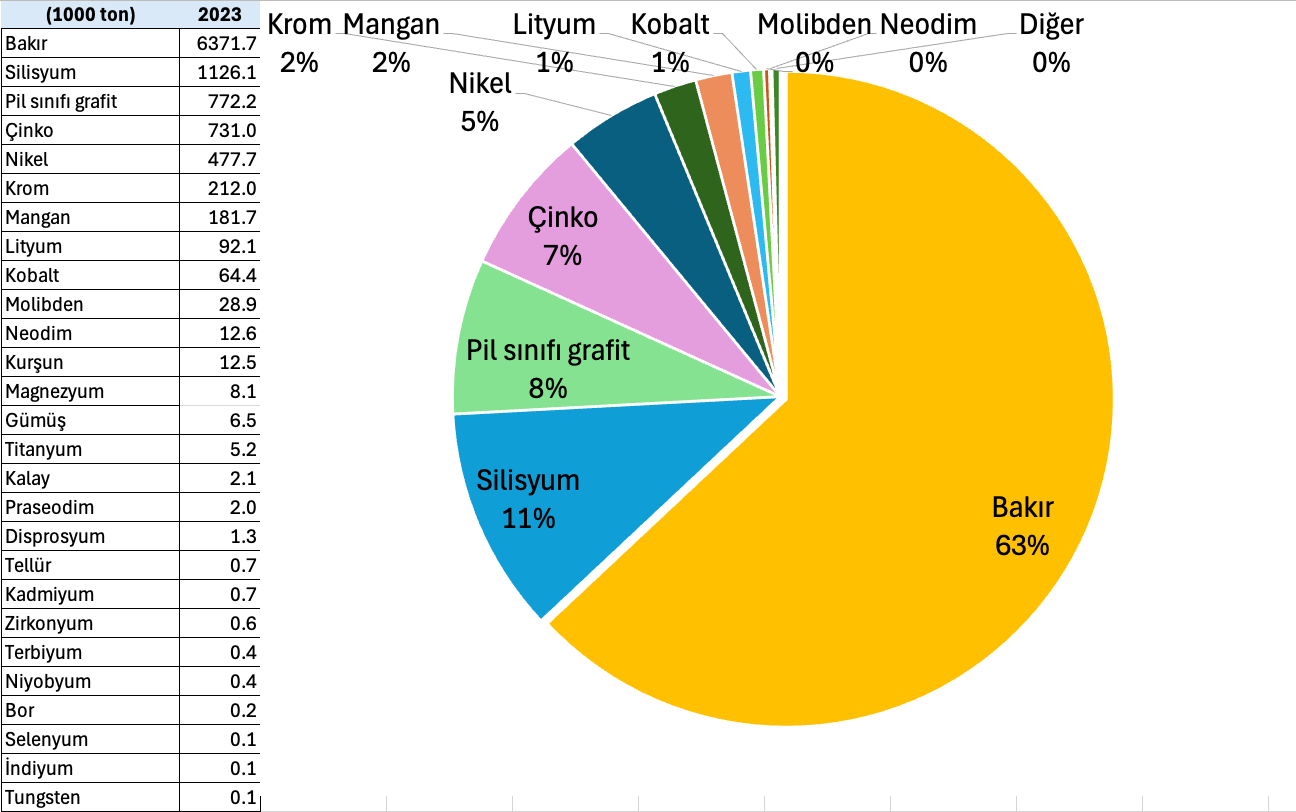 (1000 ton) 2023
Bakır 6371.7
Silisyum 1126.1
Pil sınıfı grafit 772.2
Çinko 731.0
Nikel 477.7
Krom 212.0
Mangan 181.7
Lityum 92.1
Kobalt 64.4
Molibden 28.9
Neodim 12.6
Kurşun 12.5
Magnezyum 8.1
Gümüş 6.5
Titanyum 5.2
Kalay 2.1
Praseodim 2.0
Disprosyum 1.3
Tellür 0.7
Kadmiyum 0.7
Zirkonyum 0.6
Terbiyum 0.4
Niyobyum 0.4
Bor 0.2
Selenyum 0.1
İndiyum 0.1
Tungsten 0.1
Krom Mangan Lityum Kobalt Molibden Neodim Diğer
2% 2% 1% 1% 0% 0% 0%
Nikel
5%
Çinko
7%
Pil sınıfı grafit
8%
Silisyum
11%
Bakır
63%